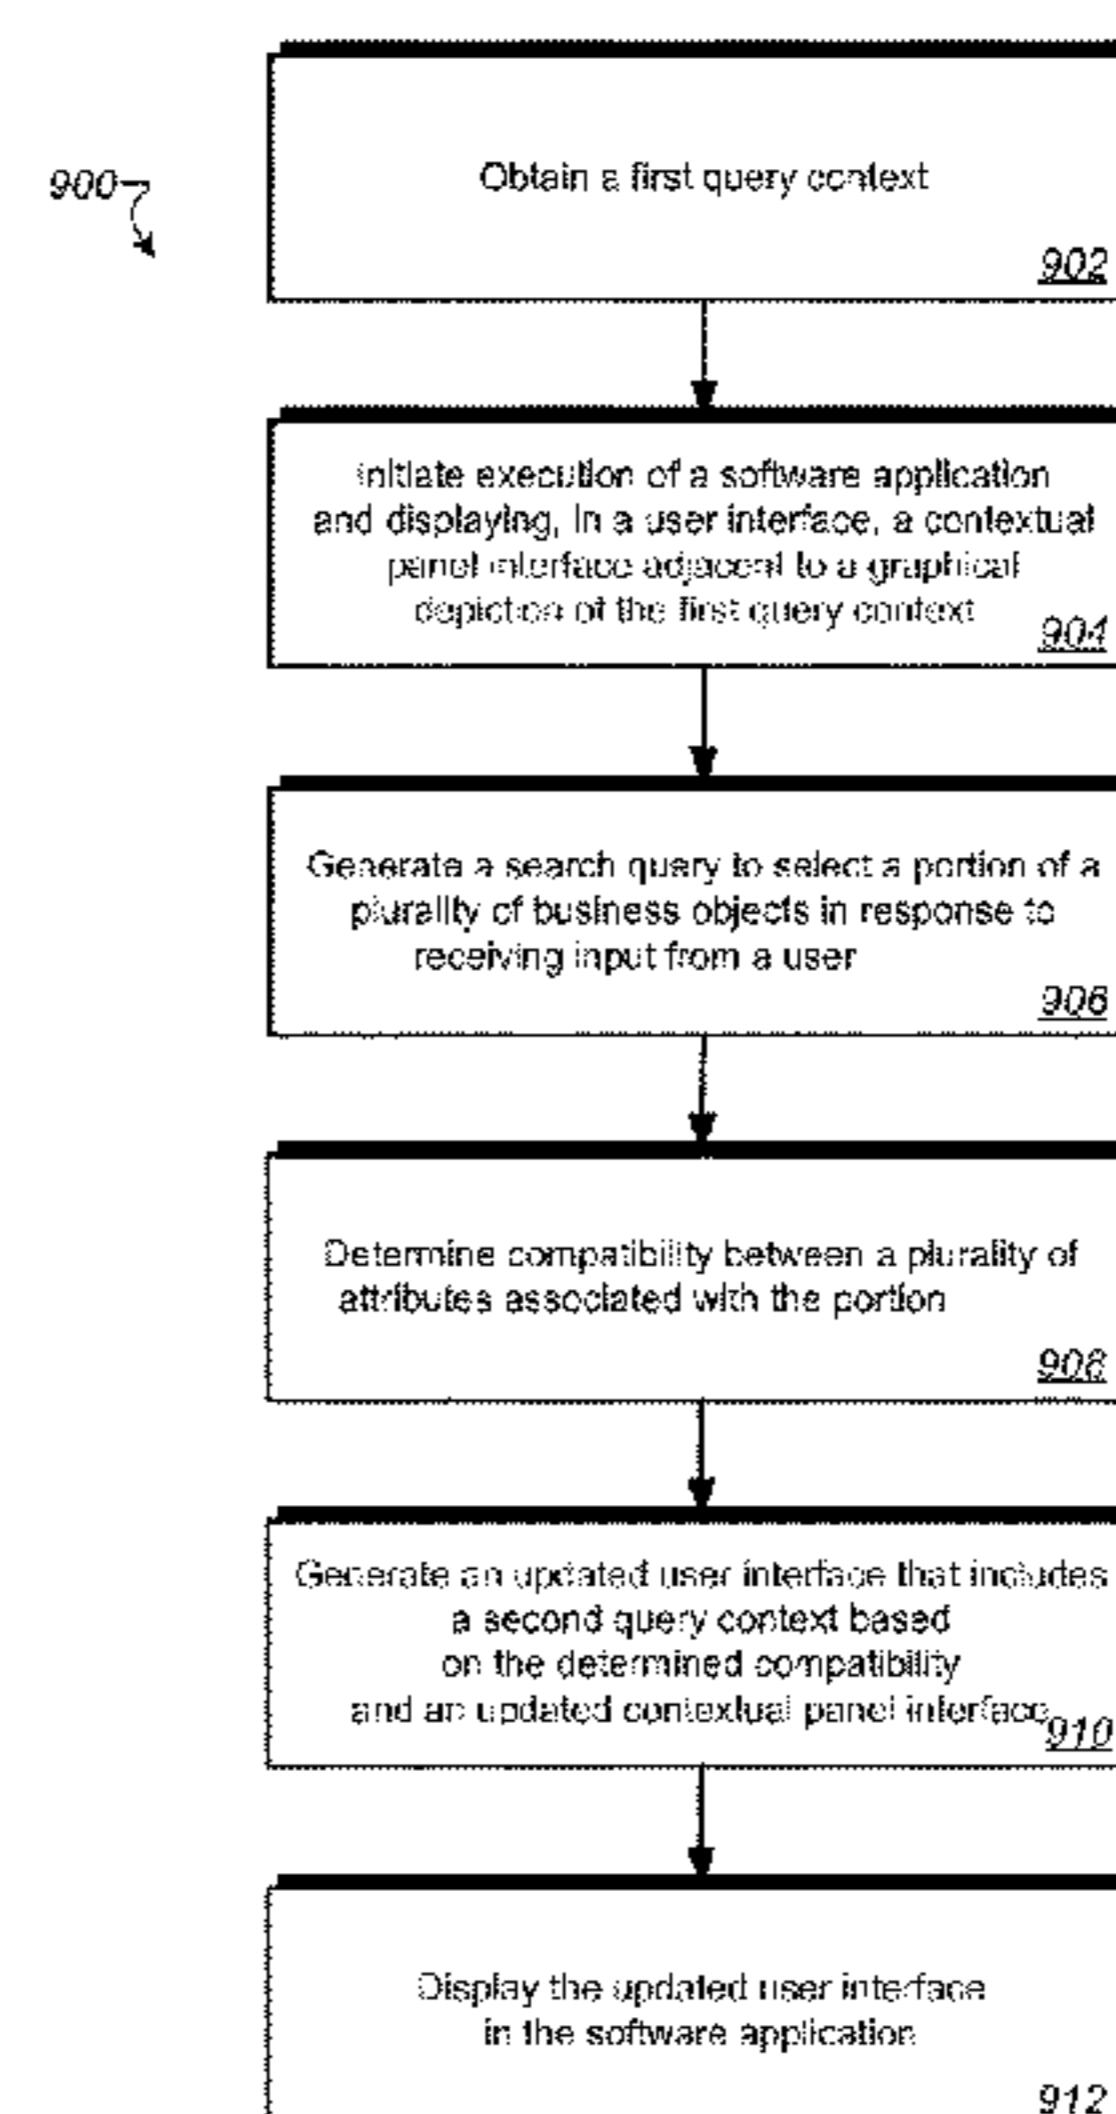 900
Obtain a first query context
902
Initiate execution of a software application
and displaying, in a user interface, a contextual
panel interface adjacent to a graphical
depiction of the first query context
904
Generate a search query to select a portion of a
plurality of business objects in response to
receiving input from a user
906
Determine compatibility between a plurality of
attributes associated with the portion
908
Generate an updated user interface that includes
a second query context based
on the determined compatibility
and an updated contextual panel interface
910
Display the updated user interface
in the software application
912